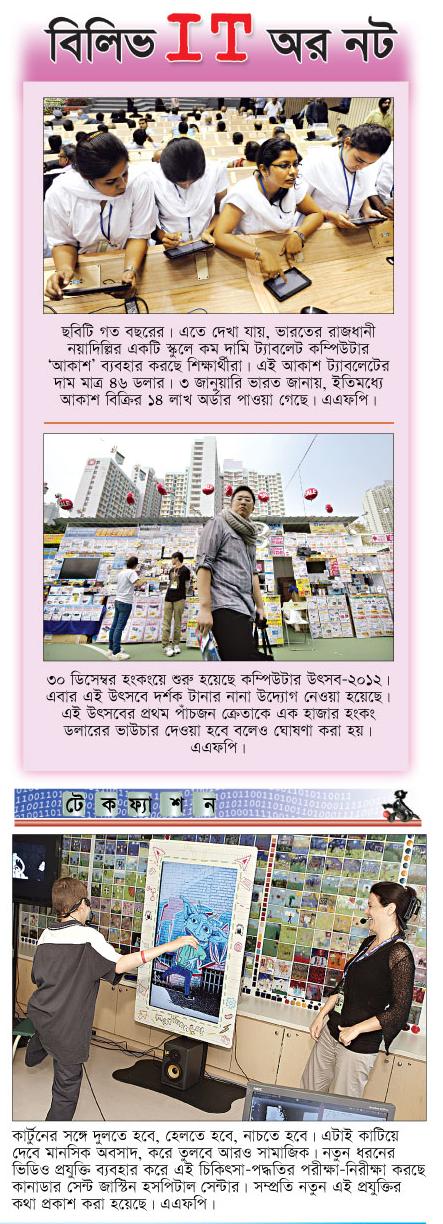 বিলিভ IT অর নট
ছবিটি গত বছরের। এতে দেখা যায়, ভারতের রাজধানী
নয়াদিল্লির একটি স্কুলে কম দামি ট্যাবলেট কম্পিউটার
‘আকাশ’ ব্যবহার করছে শিক্ষার্থীরা। এই আকাশ ট্যাবলেটের
দাম মাত্র ৪৬ ডলার। ৩ জানুয়ারি ভারত জানায়, ইতিমধ্যে
আকাশ বিক্রির ১৪ লাখ অর্ডার পাওয়া গেছে। এএফপি।
SALE
৩০ ডিসেম্বর হংকংয়ে শুরু হয়েছে কম্পিউটার উৎসব-২০১২।
এবার এই উৎসবে দর্শক টানার নানা উদ্যোগ নেওয়া হয়েছে।
এই উৎসবের প্রথম পাঁচজন ক্রেতাকে এক হাজার হংকং
ডলারের ভাউচার দেওয়া হবে বলেও ঘোষণা করা হয়।
এএফপি।
টেকফ্যাশন
কার্টুনের সঙ্গে দুলতে হবে, হেলতে হবে, নাচতে হবে। এটাই কাটিয়ে
দেবে মানসিক অবসাদ, করে তুলবে আরও সামাজিক। নতুন ধরনের
ভিডিও প্রযুক্তি ব্যবহার করে এই চিকিৎসা-পদ্ধতির পরীক্ষা-নিরীক্ষা করছে
কানাডার সেন্ট জাস্টিন হসপিটাল সেন্টার। সম্প্রতি নতুন এই প্রযুক্তির
কথা প্রকাশ করা হয়েছে। এএফপি।